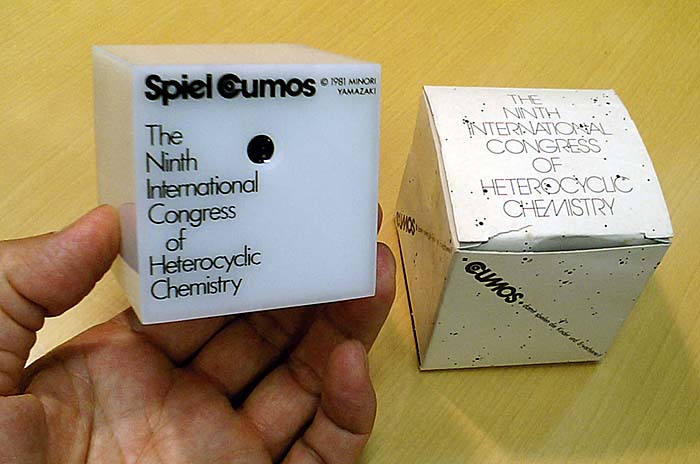 Spiel Cumos © 1981 MINORI
YAMAZAKI
The
Ninth
International
Congress
of
Heterocyclic
Chemistry
THE
NINTH
INTERNATIONAL
CONGRESS
OF
HETEROCYCLIC
CHEMISTRY
CUMOS
Cumos